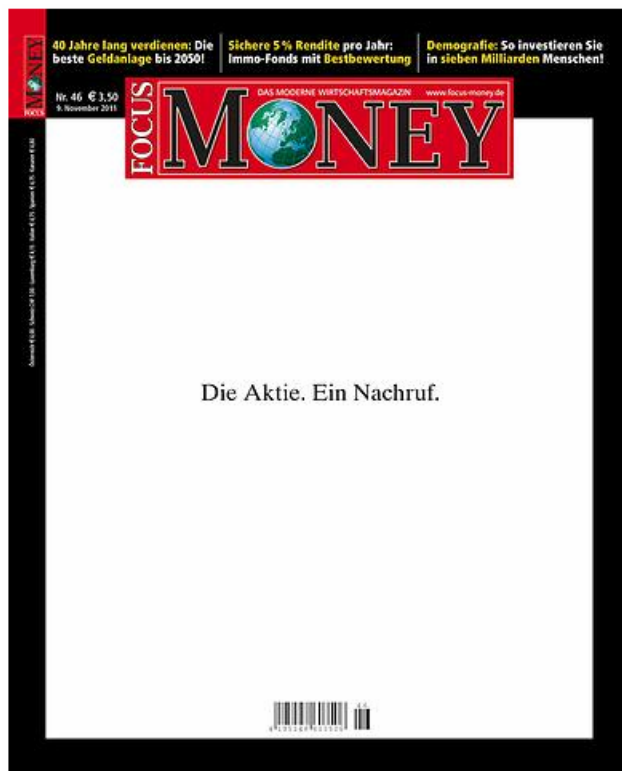 40 Jahre lang verdienen: Die
beste Geldanlage bis 2050!
Sichere 5 % Rendite pro Jahr:
Immo-Fonds mit Bestbewertung
Demografie: So investieren Sie
in sieben Milliarden Menschen!
FOCUS MONEY
Nr. 46 € 3,50
9. November 2011
DAS MODERNE WIRTSCHAFTSMAGAZIN www.focus-money.de
FOCUS
MONEY
Die Aktie. Ein Nachruf.